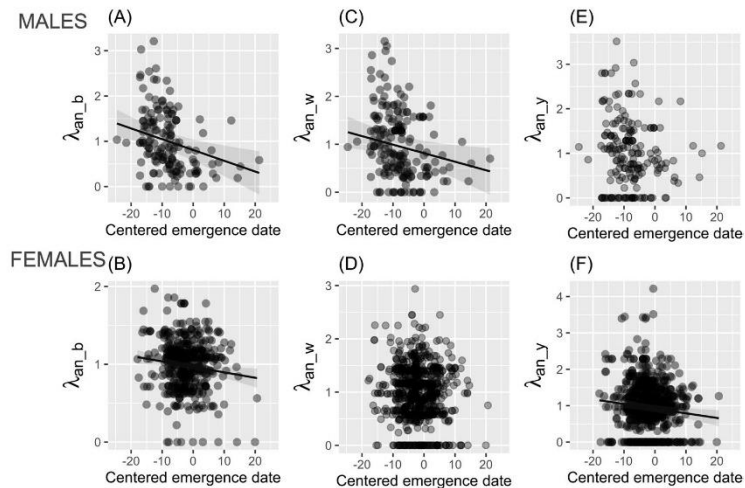 MALES
(A)
λan_b
3
2
1
0
-20 -10 0 10 20
Centered emergence date
(C)
λan_w
3
2
1
0
-20 -10 0 10 20
Centered emergence date
(E)
λan_y
3
2
1
0
-20 -10 0 10 20
Centered emergence date
FEMALES
(B)
λan_b
2
1
0
-20 -10 0 10 20
Centered emergence date
(D)
λan_w
3
2
1
0
-20 -10 0 10 20
Centered emergence date
(F)
λan_y
4
3
2
1
0
-20 -10 0 10 20
Centered emergence date